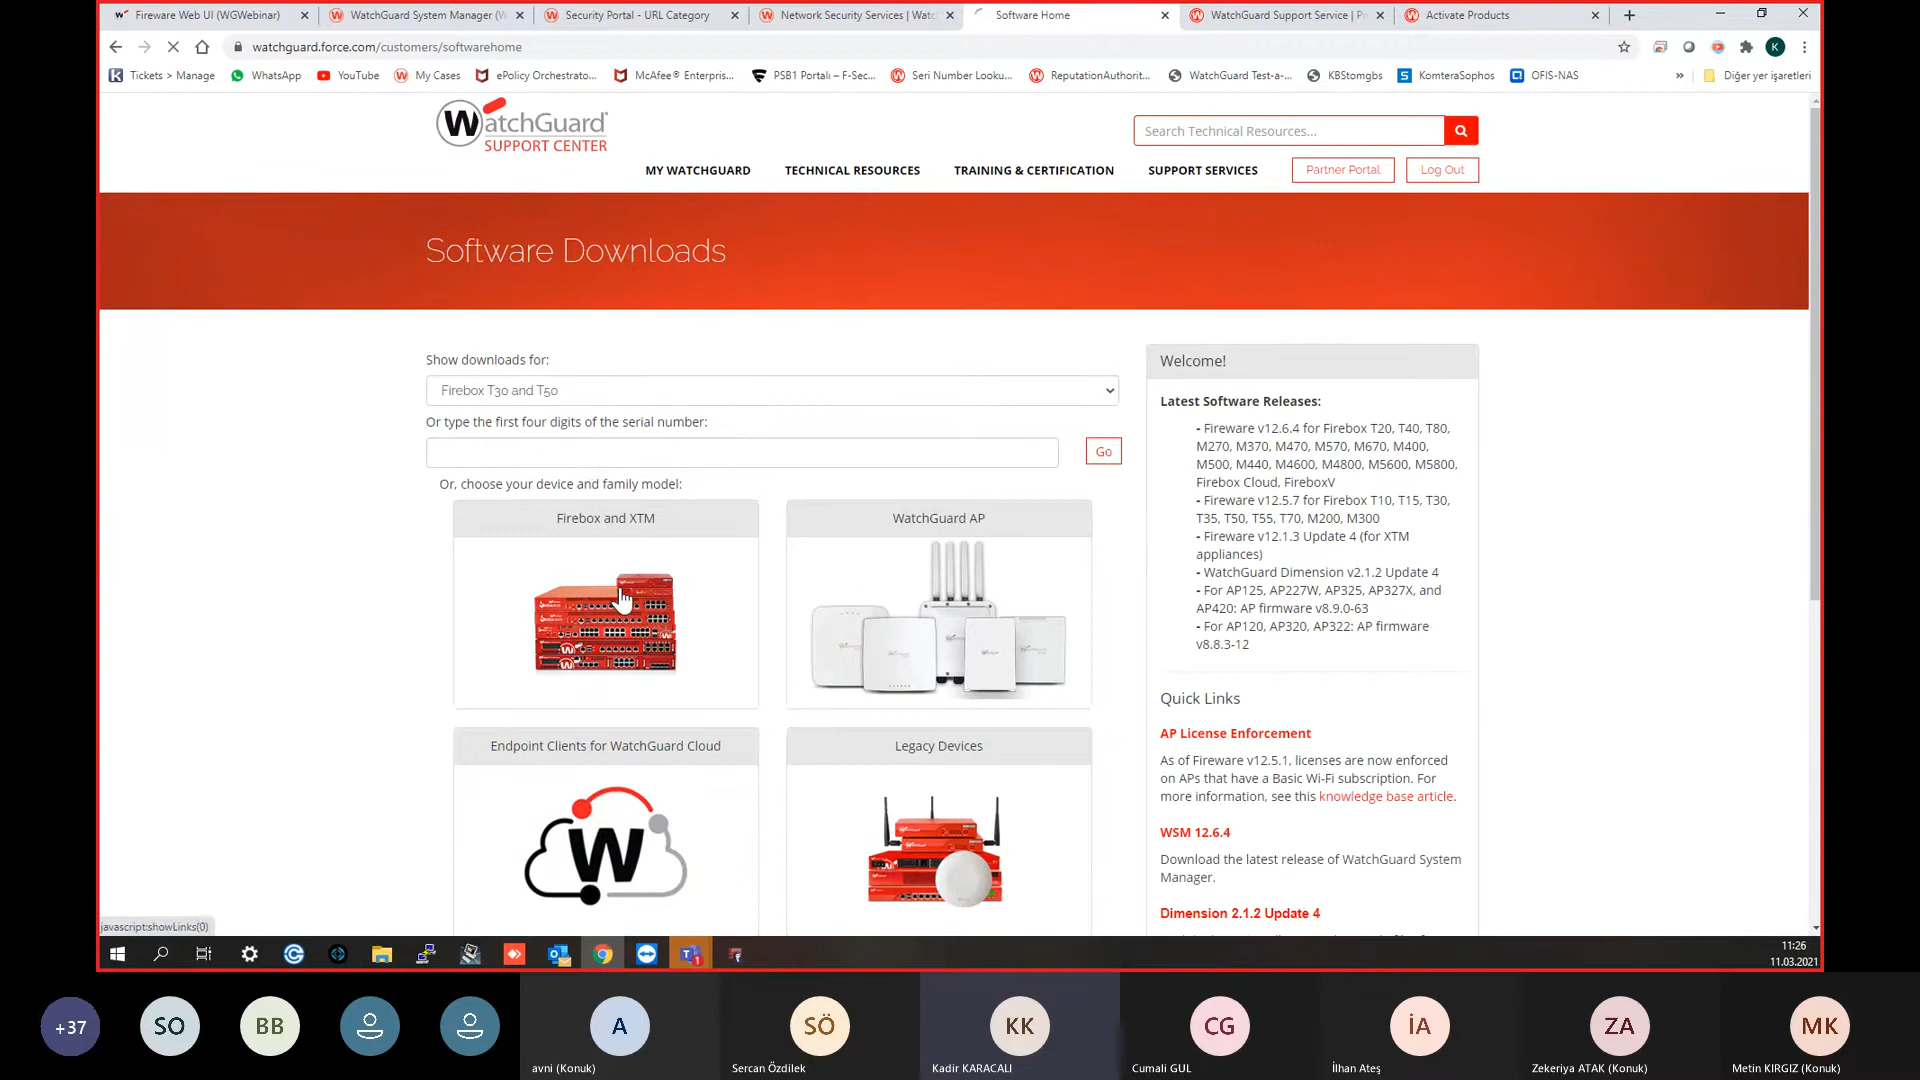 Fireware Web UI (WGWebinar)
WatchGuard System Manager (W
Security Portal - URL Category
Network Security Services | Watc
Software Home
WatchGuard Support Service | Pr
Activate Products
watchguard.force.com/customers/softwarehome
K
Tickets > Manage
WhatsApp
YouTube
My Cases
ePolicy Orchestrato...
McAfee® Enterpris...
PSB1 Portalı – F-Sec...
Seri Number Looku...
ReputationAuthorit...
WatchGuard Test-a-...
KBStomgbs
KomteraSophos
OFIS-NAS
»
Diğer yer işaretleri
WatchGuard
SUPPORT CENTER
Search Technical Resources...
MY WATCHGUARD
TECHNICAL RESOURCES
TRAINING & CERTIFICATION
SUPPORT SERVICES
Partner Portal
Log Out
Software Downloads
Show downloads for:
Firebox T30 and T50
Or type the first four digits of the serial number:
Go
Or, choose your device and family model:
Firebox and XTM
WatchGuard AP
Endpoint Clients for WatchGuard Cloud
W
Legacy Devices
Welcome!
Latest Software Releases:
- Fireware v12.6.4 for Firebox T20, T40, T80,
M270, M370, M470, M570, M670, M400,
M500, M440, M4600, M4800, M5600, M5800,
Firebox Cloud, FireboxV
- Fireware v12.5.7 for Firebox T10, T15, T30,
T35, T50, T55, T70, M200, M300
- Fireware v12.1.3 Update 4 (for XTM
appliances)
- WatchGuard Dimension v2.1.2 Update 4
- For AP125, AP227W, AP325, AP327X, and
AP420: AP firmware v8.9.0-63
- For AP120, AP320, AP322: AP firmware
v8.8.3-12
Quick Links
AP License Enforcement
As of Fireware v12.5.1, licenses are now enforced
on APs that have a Basic Wi-Fi subscription. For
more information, see this knowledge base article.
WSM 12.6.4
Download the latest release of WatchGuard System
Manager.
Dimension 2.1.2 Update 4
javascript:showLinks(0)
11:26
11.03.2021
+37
SO
BB
A
avni (Konuk)
SÖ
Sercan Özdilek
KK
Kadir KARACALI
CG
Cumali GUL
İA
İlhan Ateş
ZA
Zekeriya ATAK (Konuk)
MK
Metin KIRGIZ (Konuk)